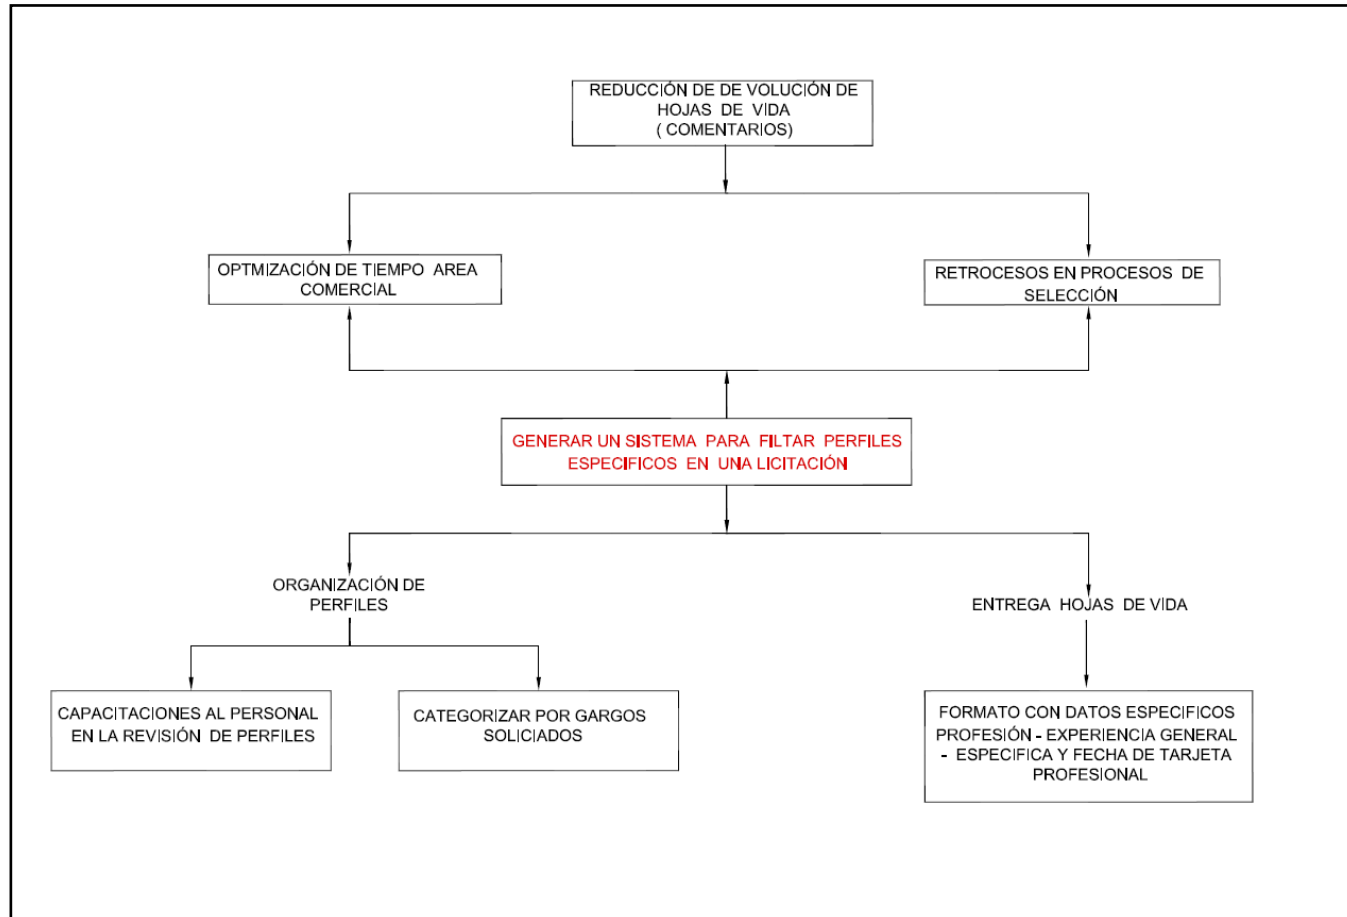 REDUCCIÓN DE DE VOLUCIÓN DE
HOJAS DE VIDA
( COMENTARIOS)
OPTMIZACIÓN DE TIEMPO AREA
COMERCIAL
RETROCESOS EN PROCESOS DE
SELECCIÓN
GENERAR UN SISTEMA PARA FILTAR PERFILES
ESPECIFICOS EN UNA LICITACIÓN
ORGANIZACIÓN DE
PERFILES
ENTREGA HOJAS DE VIDA
CAPACITACIONES AL PERSONAL
EN LA REVISIÓN DE PERFILES
CATEGORIZAR POR GARGOS
SOLICIADOS
FORMATO CON DATOS ESPECIFICOS
PROFESIÓN - EXPERIENCIA GENERAL
- ESPECIFICA Y FECHA DE TARJETA
PROFESIONAL